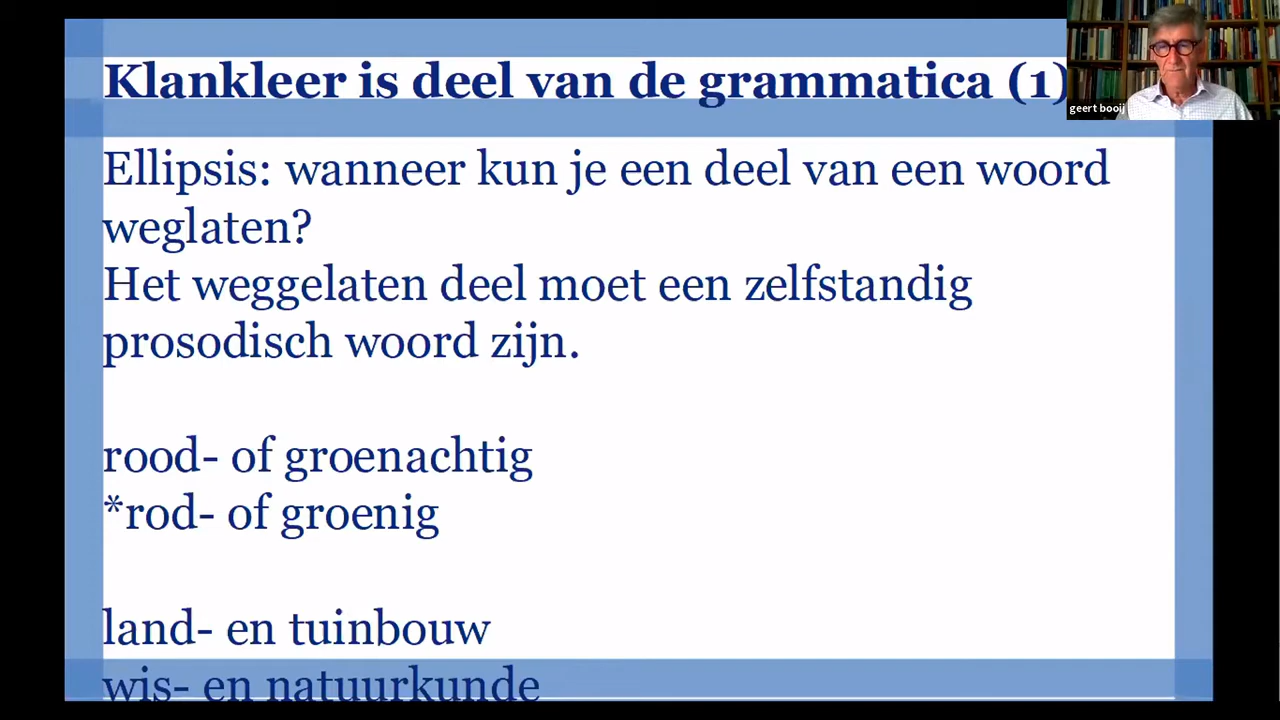 Klankleer is deel van de grammatica (1)
geert booij
Ellipsis: wanneer kun je een deel van een woord
weglaten?
Het weggelaten deel moet een zelfstandig
prosodisch woord zijn.
rood- of groenachtig
*rod- of groenig
land- en tuinbouw
wis- en natuurkunde